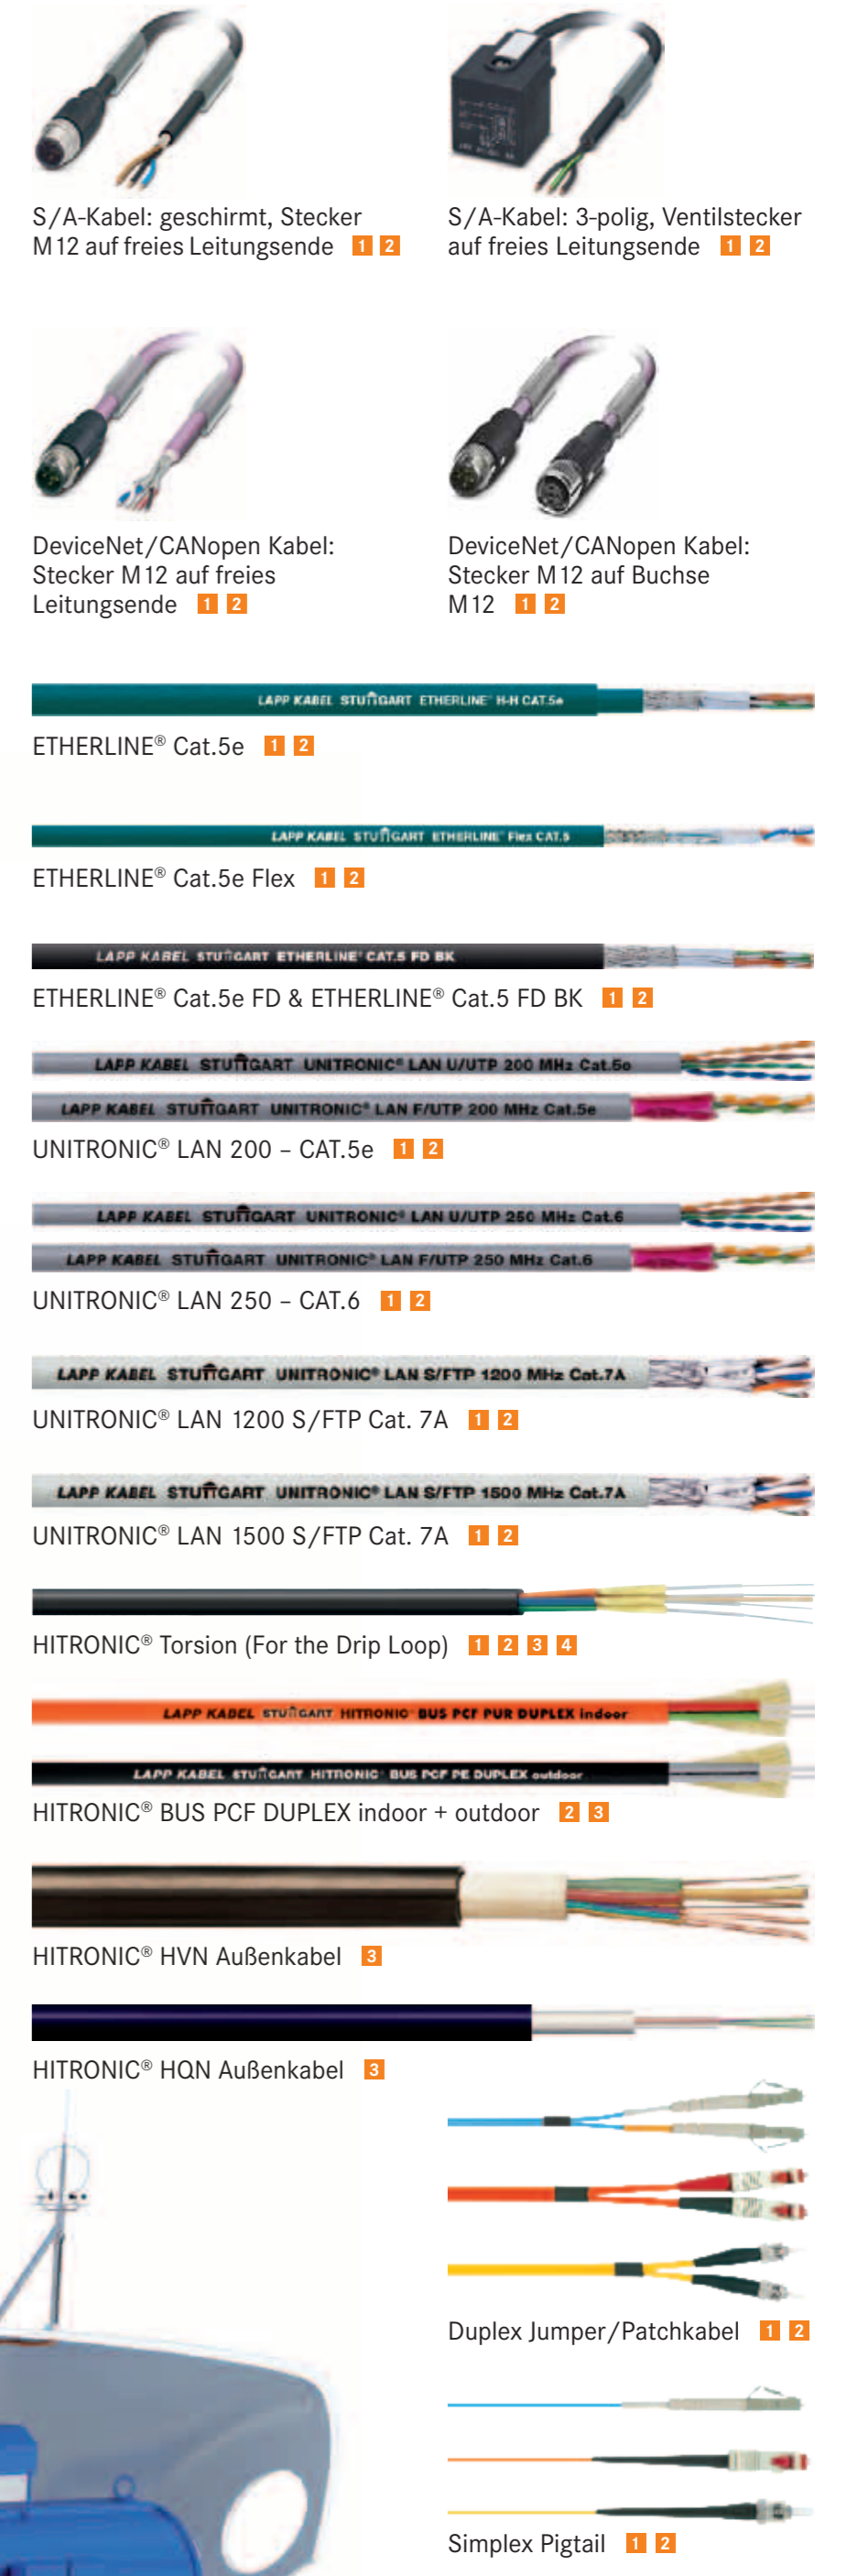 S/A-Kabel: geschirmt, Stecker
M12 auf freies Leitungsende 1 2
S/A-Kabel: 3-polig, Ventilstecker
auf freies Leitungsende 1 2
DeviceNet/CANopen Kabel:
Stecker M12 auf freies
Leitungsende 1 2
DeviceNet/CANopen Kabel:
Stecker M12 auf Buchse
M12 1 2
LAPP KABEL STUTTGART ETHERLINE® H-H CAT.5e
ETHERLINE® Cat.5e 1 2
LAPP KABEL STUTTGART ETHERLINE® Flex CAT.5
ETHERLINE® Cat.5e Flex 1 2
LAPP KABEL STUTTGART ETHERLINE® CAT.5 FD BK
ETHERLINE® Cat.5e FD & ETHERLINE® Cat.5 FD BK 1 2
LAPP KABEL STUTTGART UNITRONIC® LAN U/UTP 200 MHz Cat.5e
LAPP KABEL STUTTGART UNITRONIC® LAN F/UTP 200 MHz Cat.5e
UNITRONIC® LAN 200 – CAT.5e 1 2
LAPP KABEL STUTTGART UNITRONIC® LAN U/UTP 250 MHz Cat.6
LAPP KABEL STUTTGART UNITRONIC® LAN F/UTP 250 MHz Cat.6
UNITRONIC® LAN 250 – CAT.6 1 2
LAPP KABEL STUTTGART UNITRONIC® LAN S/FTP 1200 MHz Cat.7A
UNITRONIC® LAN 1200 S/FTP Cat. 7A 1 2
LAPP KABEL STUTTGART UNITRONIC® LAN S/FTP 1500 MHz Cat.7A
UNITRONIC® LAN 1500 S/FTP Cat. 7A 1 2
HITRONIC® Torsion (For the Drip Loop) 1 2 3 4
LAPP KABEL STUTTGART HITRONIC® BUS PCF PUR DUPLEX indoor
LAPP KABEL STUTTGART HITRONIC® BUS PCF PE DUPLEX outdoor
HITRONIC® BUS PCF DUPLEX indoor + outdoor 2 3
HITRONIC® HVN Außenkabel 3
HITRONIC® HQN Außenkabel 3
Duplex Jumper/Patchkabel 1 2
Simplex Pigtail 1 2